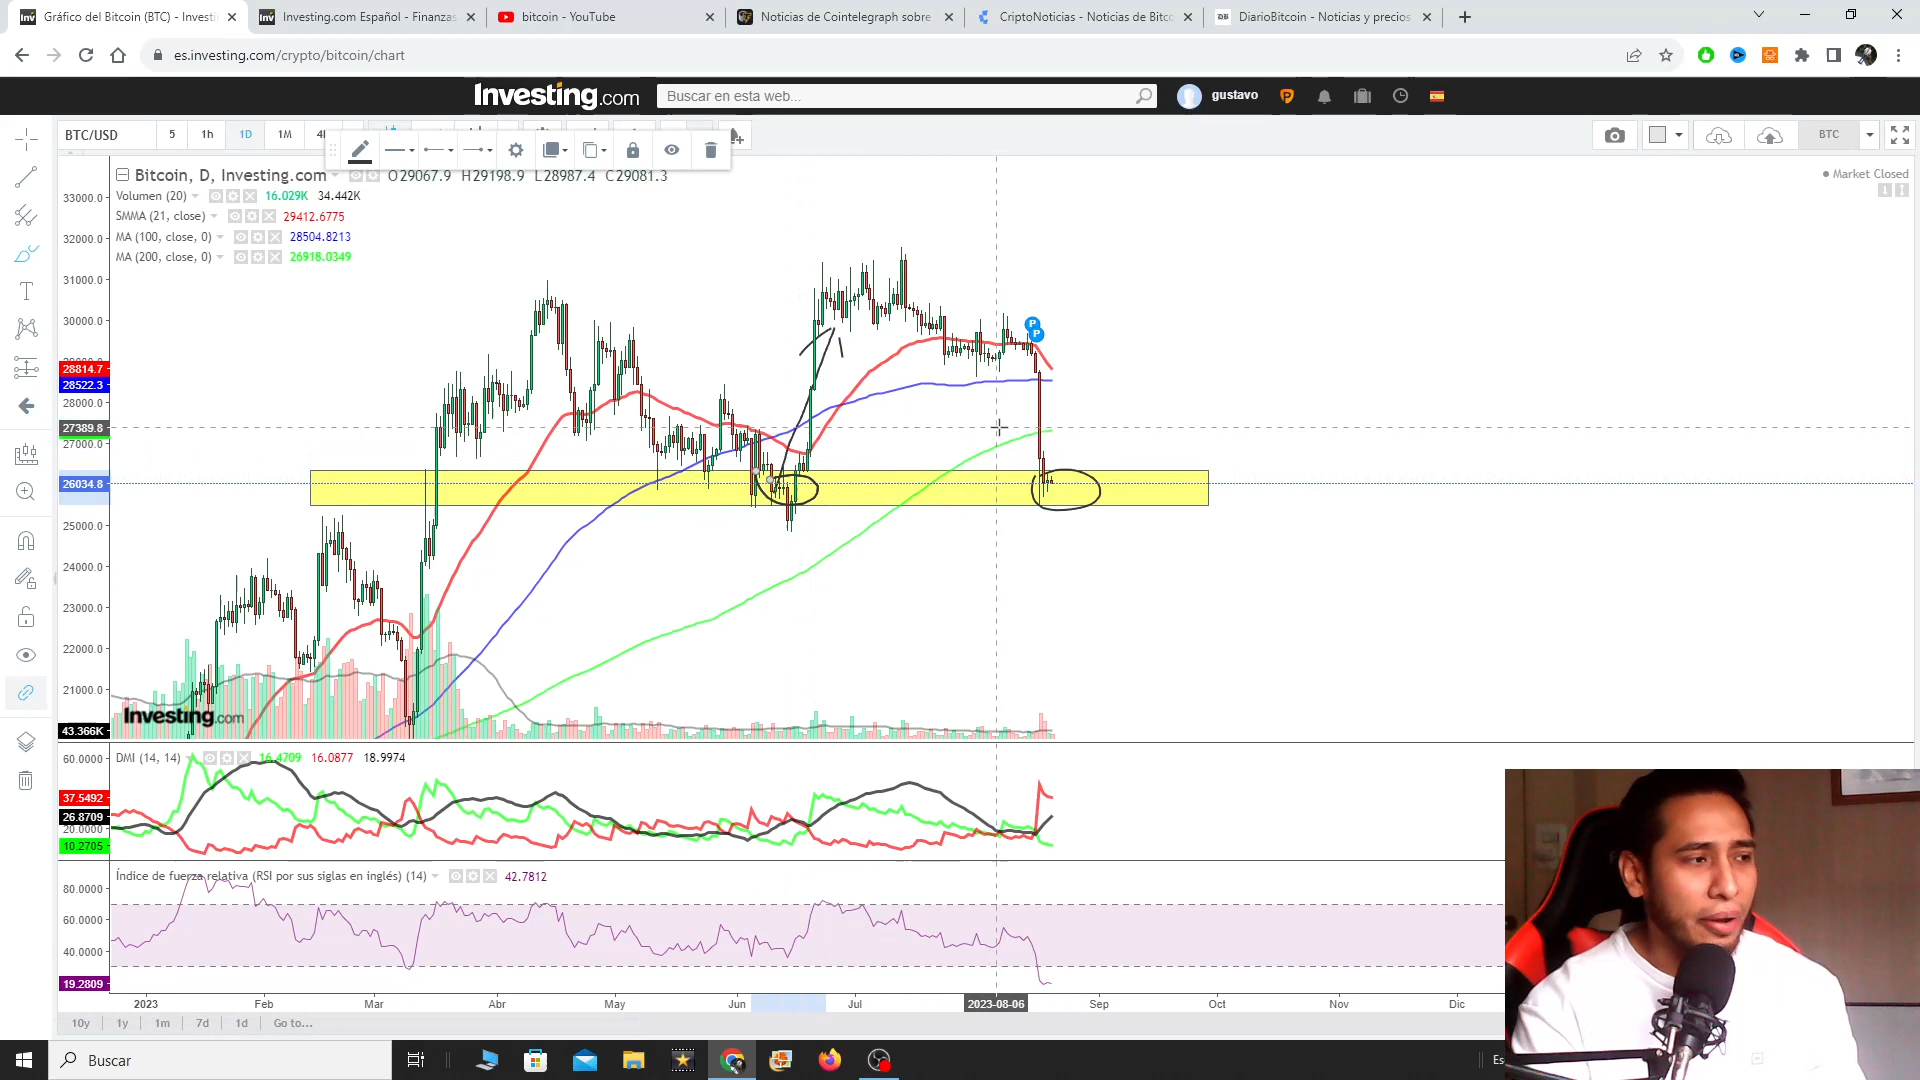 Gráfico del Bitcoin (BTC) - Investi
Investing.com Español - Finanzas
bitcoin - YouTube
Noticias de Cointelegraph sobre
CriptoNoticias - Noticias de Bitco
DiarioBitcoin - Noticias y precios
es.investing.com/crypto/bitcoin/chart
Investing.com
Buscar en esta web...
gustavo
BTC/USD
5
1h
1D
1M
BTC
Bitcoin, D, Investing.com
O29067.9 H29198.9 L28987.4 C29081.3
Market Closed
Volumen (20)
16.029K
34.442K
SMMA (21, close)
29412.6775
MA (100, close, 0)
28504.8213
MA (200, close, 0)
26918.0349
33000.0
32000.0
31000.0
30000.0
28814.7
28522.3
28000.0
27389.8
27000.0
26034.8
25000.0
24000.0
23000.0
22000.0
21000.0
43.366K
P
P
Investing.com
DMI (14, 14)
16.4709
16.0877
18.9974
60.0000
37.5492
26.8709
20.0000
10.2705
Índice de fuerza relativa (RSI por sus siglas en inglés) (14)
42.7812
80.0000
60.0000
40.0000
19.2809
2023
Feb
Mar
Abr
May
Jun
Jul
2023-08-06
Sep
Oct
Nov
Dic
10y
1y
1m
7d
1d
Go to...
Buscar